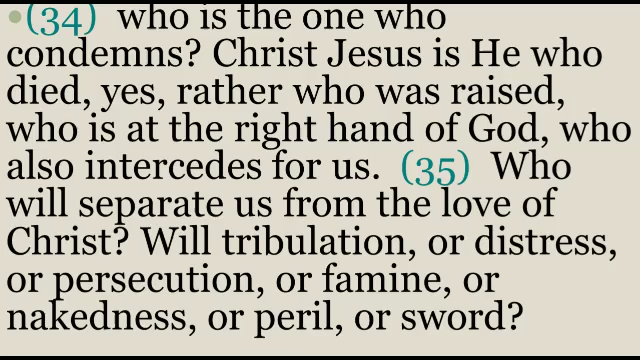 •(34) who is the one who
condemns? Christ Jesus is He who
died, yes, rather who was raised,
who is at the right hand of God, who
also intercedes for us. (35) Who
will separate us from the love of
Christ? Will tribulation, or distress,
or persecution, or famine, or
nakedness, or peril, or sword?